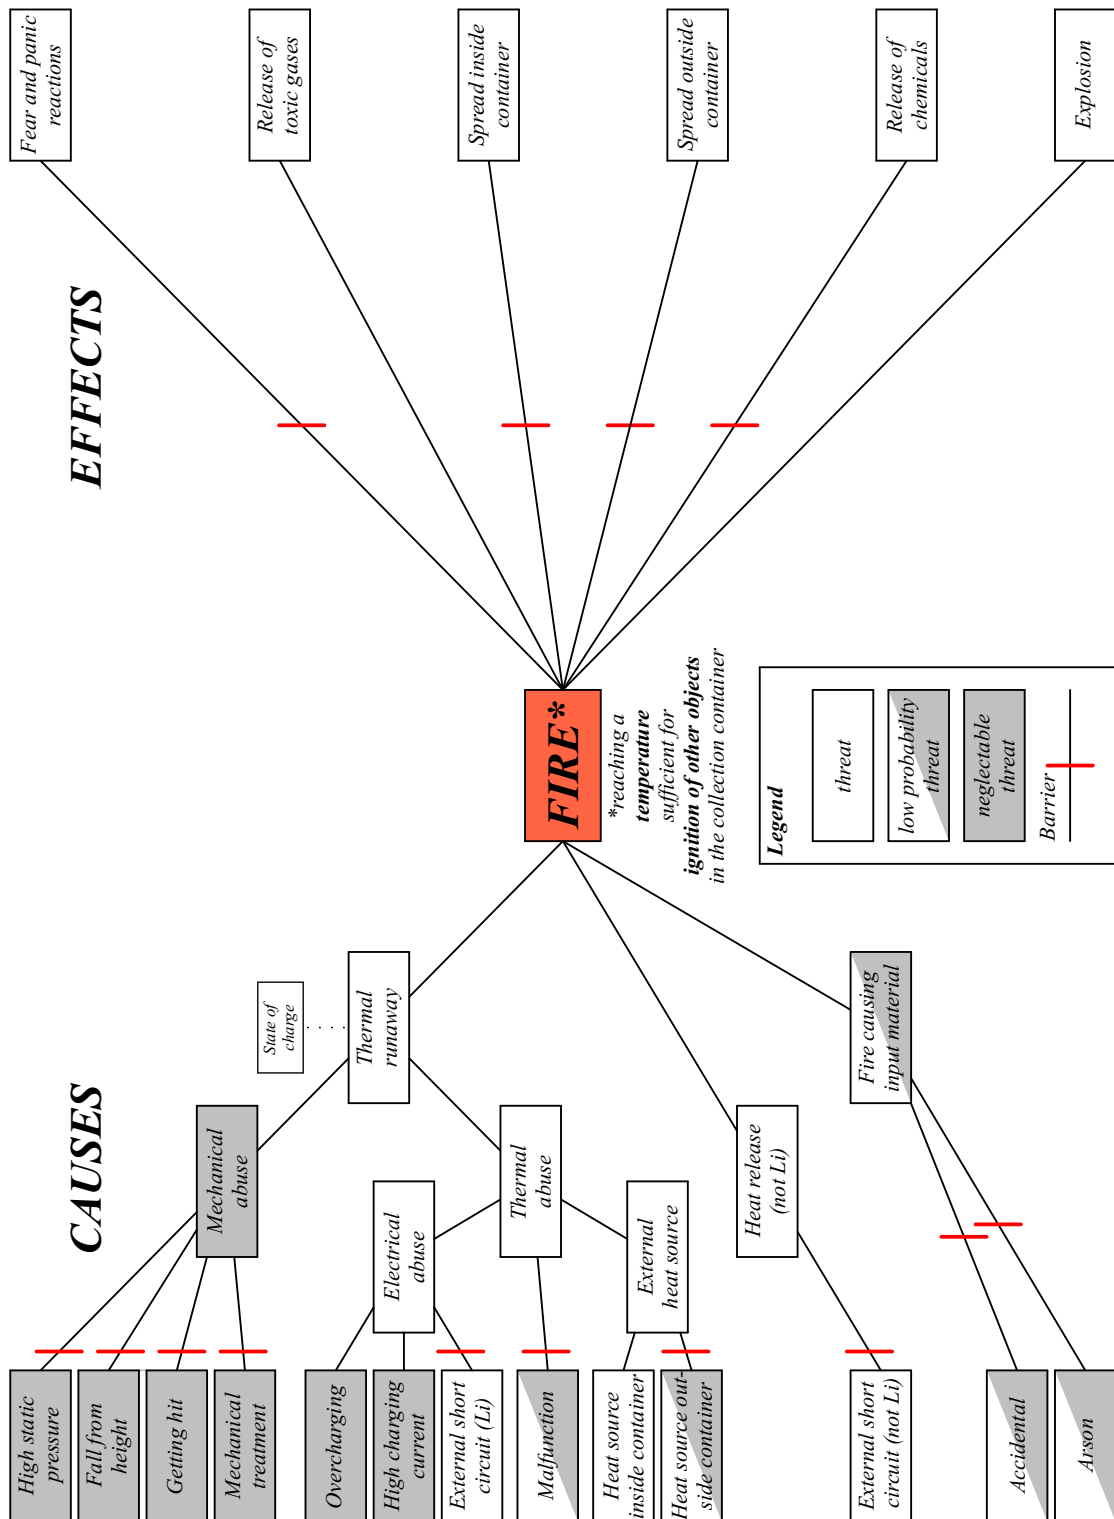 CAUSES
EFFECTS
High static
pressure
Fall from
height
Getting hit
Mechanical
treatment
Overcharging
High charging
current
External short
circuit (Li)
Malfunction
Heat source
inside container
Heat source out-
side container
External short
circuit (not Li)
Accidental
Arson
Mechanical
abuse
Electrical
abuse
Thermal
abuse
External
heat source
Heat release
(not Li)
State of
charge
Thermal
runaway
Fire causing
input material
FIRE*
*reaching a
temperature
sufficient for
ignition of other objects
in the collection container
Legend
threat
low probability
threat
neglectable
threat
Barrier
Fear and panic
reactions
Release of
toxic gases
Spread inside
container
Spread outside
container
Release of
chemicals
Explosion